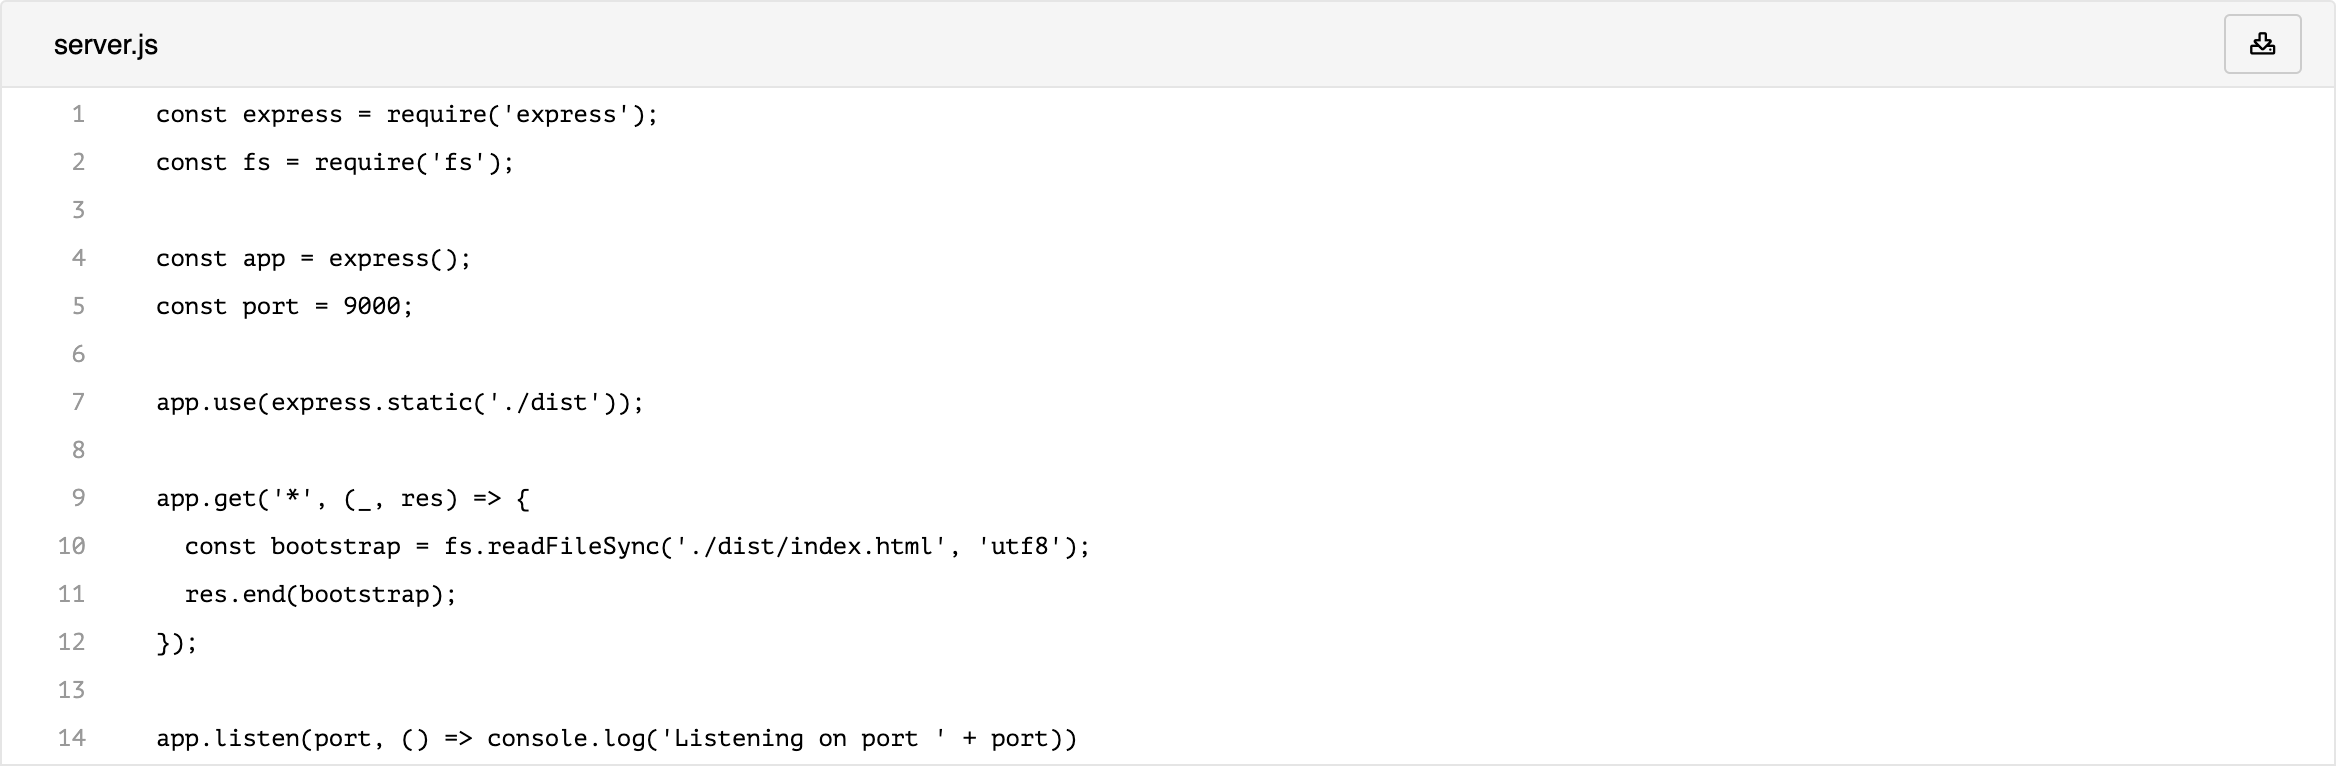 server.js
1 const express = require('express');
2 const fs = require('fs');
3
4 const app = express();
5 const port = 9000;
6
7 app.use(express.static('./dist'));
8
9 app.get('*', (_, res) => {
10   const bootstrap = fs.readFileSync('./dist/index.html', 'utf8');
11   res.end(bootstrap);
12 });
13
14 app.listen(port, () => console.log('Listening on port ' + port))